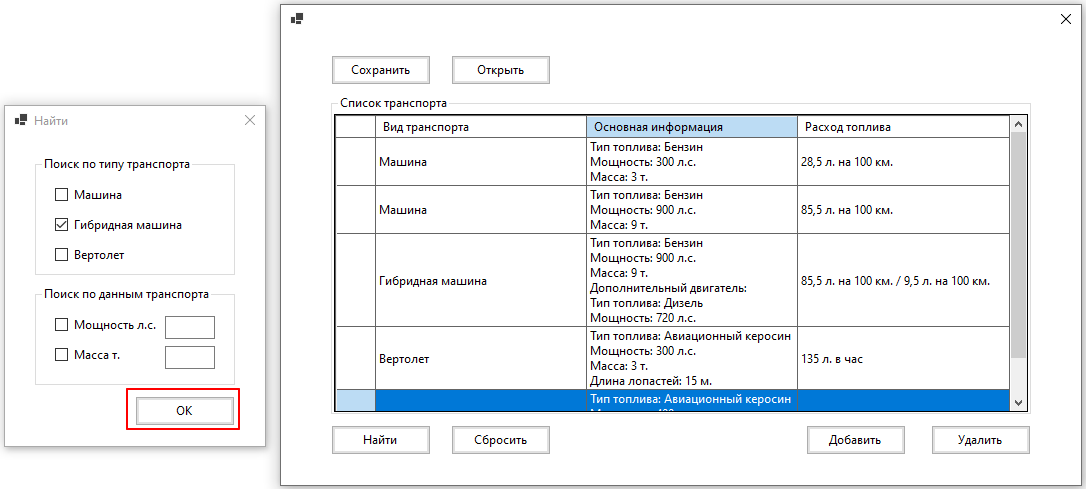 Найти
Поиск по типу транспорта
Машина
Гибридная машина
Вертолет
Поиск по данным транспорта
Мощность л.с.
Масса т.
OK
Сохранить
Открыть
Список транспорта
Вид транспорта Основная информация Расход топлива
Тип топлива: Бензин
Машина Мощность: 300 л.с. 28,5 л. на 100 км.
Масса: 3 т.
Тип топлива: Бензин
Машина Мощность: 900 л.с. 85,5 л. на 100 км.
Масса: 9 т.
Тип топлива: Бензин
Мощность: 900 л.с.
Масса: 9 т.
Гибридная машина 85,5 л. на 100 км. / 9,5 л. на 100 км.
Дополнительный двигатель:
Тип топлива: Дизель
Мощность: 720 л.с.
Тип топлива: Авиационный керосин
Мощность: 300 л.с.
Вертолет 135 л. в час
Масса: 3 т.
Длина лопастей: 15 м.
Тип топлива: Авиационный керосин
Найти
Сбросить
Добавить
Удалить